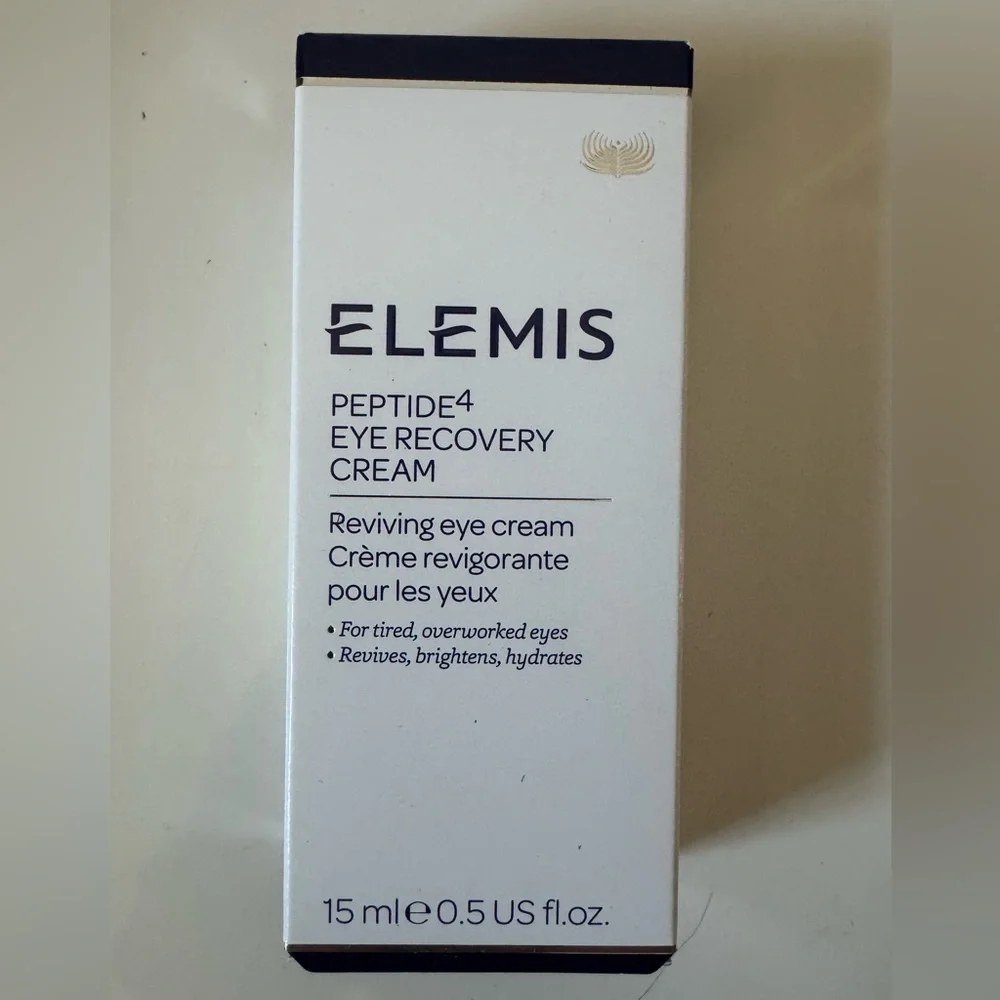 ELEMIS
PEPTIDE⁴
EYE RECOVERY
CREAM
Reviving eye cream
Crème revigorante
pour les yeux
• For tired, overworked eyes
• Revives, brightens, hydrates
15 ml ℮ 0.5 US fl.oz.